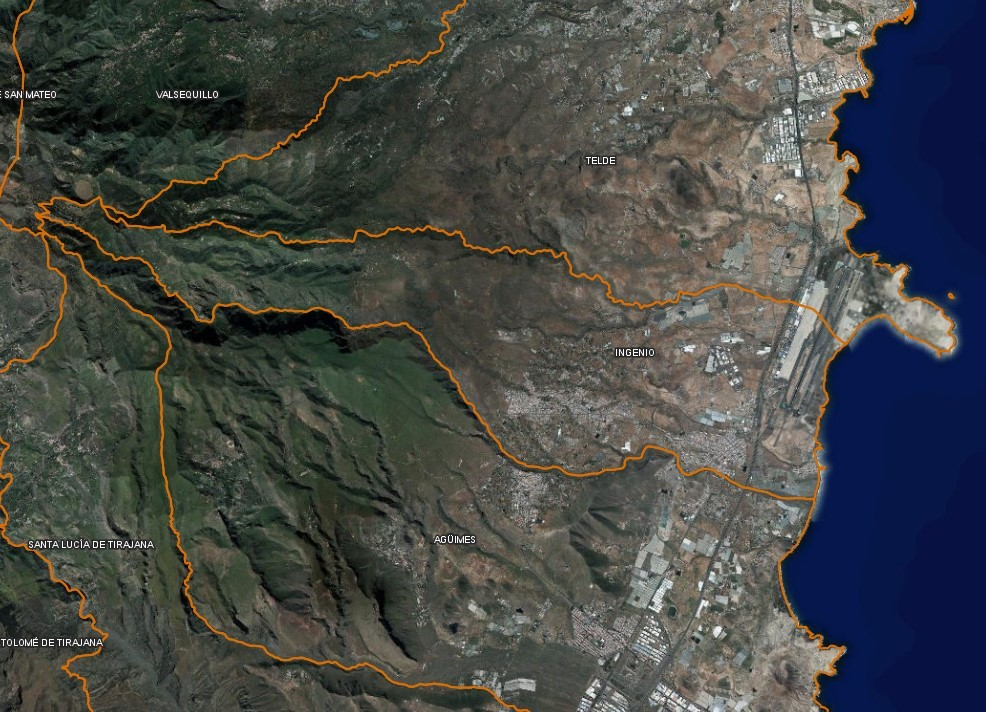 E SAN MATEO
VALSEQUILLO
TELDE
INGENIO
AGÜIMES
SANTA LUCÍA DE TIRAJANA
TOLOMÉ DE TIRAJANA